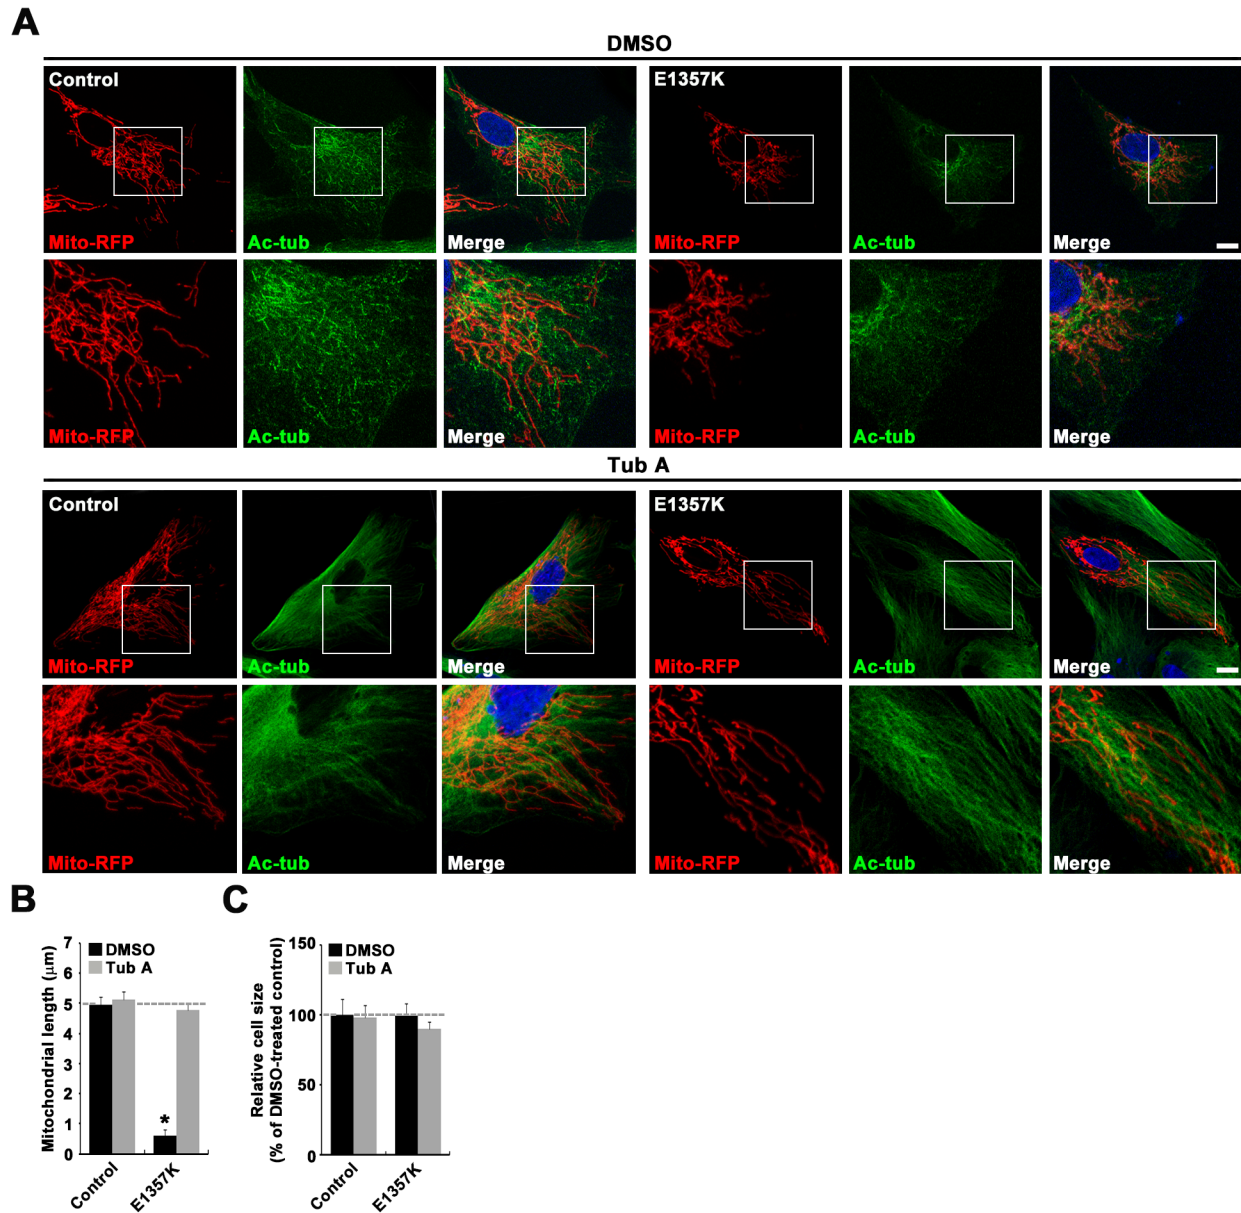 A
DMSO
Control
E1357K
Mito-RFP
Ac-tub
Merge
Mito-RFP
Ac-tub
Merge
Mito-RFP
Ac-tub
Merge
Mito-RFP
Ac-tub
Merge
Tub A
Control
E1357K
Mito-RFP
Ac-tub
Merge
Mito-RFP
Ac-tub
Merge
Mito-RFP
Ac-tub
Merge
Mito-RFP
Ac-tub
Merge
B
Mitochondrial length (μm)
7
6
5
4
3
2
1
0
DMSO
Tub A
*
Control
E1357K
C
Relative cell size
(% of DMSO-treated control)
150
100
50
0
DMSO
Tub A
Control
E1357K